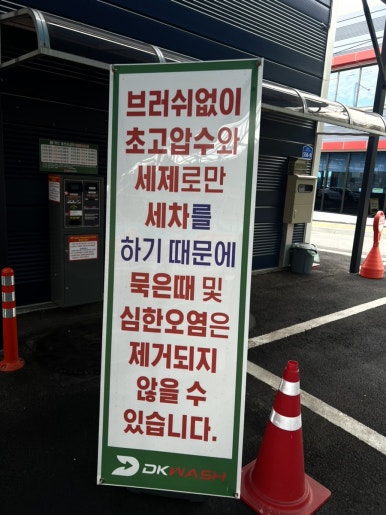 브러쉬없이
초고압수와
세제로만
세차를
하기 때문에
묵은때 및
심한오염은
제거되지
않을 수
있습니다.
DKWASH